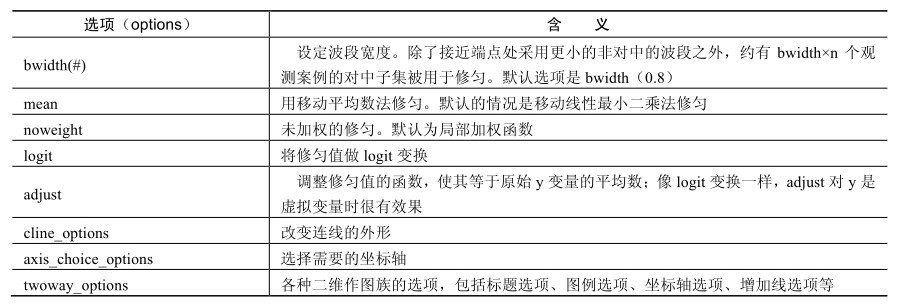 选项（options） 含 义
bwidth(#) 设定波段宽度。除了接近端点处采用更小的非对中的波段之外，约有 bwidth×n 个观
测案例的对中子集被用于修匀。默认选项是 bwidth（0.8）
mean 用移动平均数法修匀。默认的情况是移动线性最小二乘法修匀
noweight 未加权的修匀。默认为局部加权函数
logit 将修匀值做 logit 变换
adjust 调整修匀值的函数，使其等于原始 y 变量的平均数；像 logit 变换一样，adjust 对 y 是
虚拟变量时很有效果
cline_options 改变连线的外形
axis_choice_options 选择需要的坐标轴
twoway_options 各种二维作图族的选项，包括标题选项、图例选项、坐标轴选项、增加线选项等